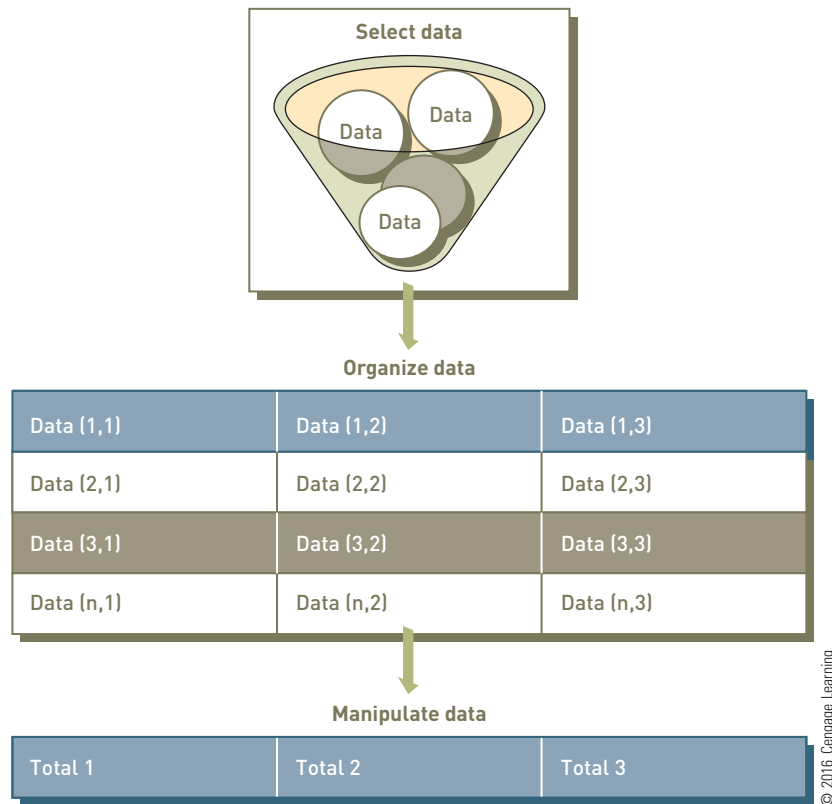 Select data
Data
Data
Data
Organize data
Data (1,1) Data (1,2) Data (1,3)
Data (2,1) Data (2,2) Data (2,3)
Data (3,1) Data (3,2) Data (3,3)
Data (n,1) Data (n,2) Data (n,3)
Manipulate data
Total 1 Total 2 Total 3
© 2016 Cengage Learning